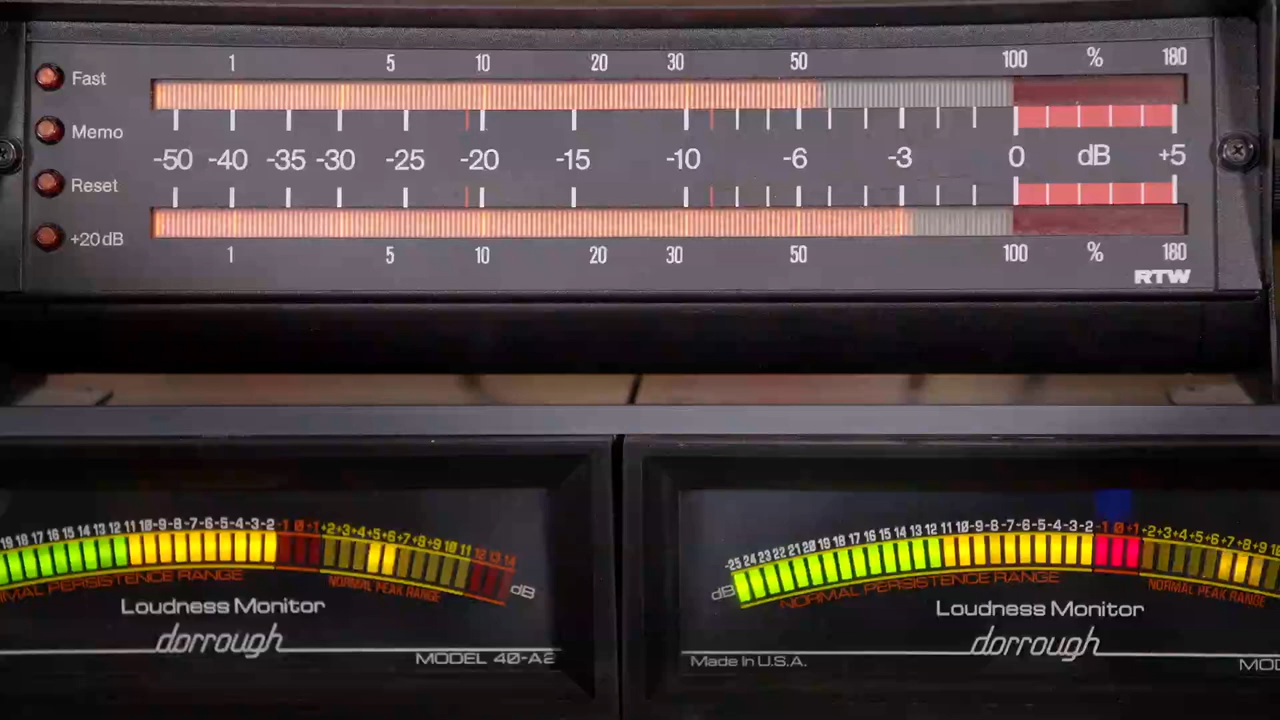 1 5 10 20 30 50 100 % 180
Fast
Memo
-50 -40 -35 -30 -25 -20 -15 -10 -6 -3 0 dB +5
Reset
+20dB
1 5 10 20 30 50 100 % 180
RTW
19 18 17 16 15 14 13 12 11 10-9-8-7-6-5-4-3-2-1 0 +1+2+3+4+5+6+7+8+9 10 11 12 13 14
dB
NORMAL PEAK RANGE
PERSISTENCE RANGE
Loudness Monitor
dorrough
MODEL 40-A2
-25 24 23 22 21 20 19 18 17 16 15 14 13 12 11 10-9-8-7-6-5-4-3-2-1 0 +1+2+3+4+5+6+7+8+9
dB
NORMAL PERSISTENCE RANGE
NORMAL PEAK RANGE
Loudness Monitor
dorrough
Made In U.S.A.